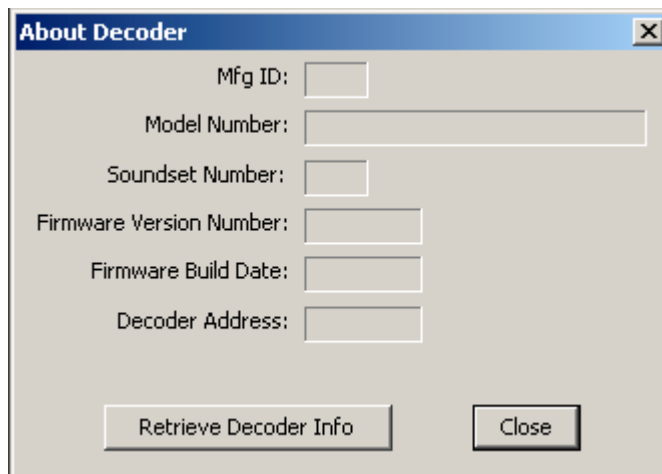 About Decoder
Mfg ID:
Model Number:
Soundset Number:
Firmware Version Number:
Firmware Build Date:
Decoder Address:
Retrieve Decoder Info Close